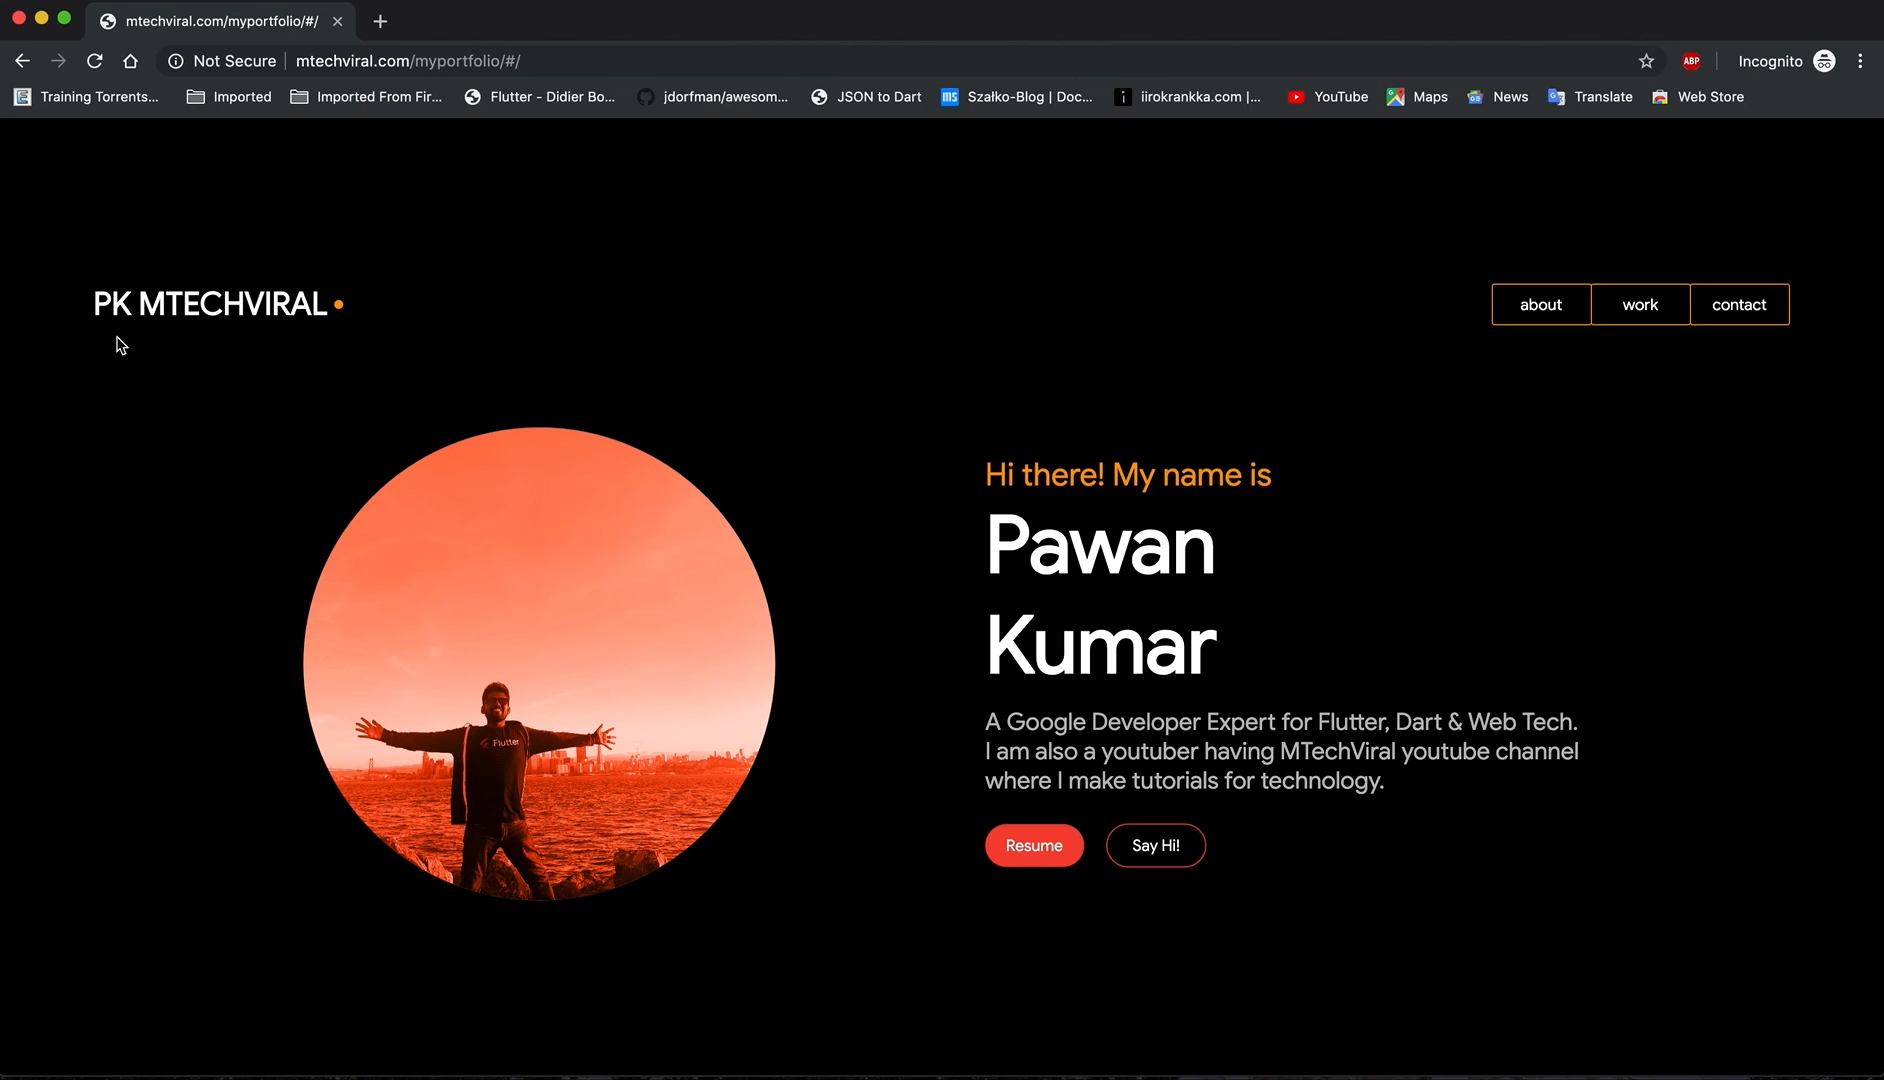 mtechviral.com/myportfolio/#/
Not Secure mtechviral.com/myportfolio/#/ ABP Incognito
Training Torrents... Imported Imported From Fir... Flutter - Didier Bo... jdorfman/awesom... JSON to Dart ms Szałko-Blog | Doc... i iirokrankka.com |... YouTube Maps News Translate Web Store
PK MTECHVIRAL
about work contact
Hi there! My name is
Pawan
Kumar
A Google Developer Expert for Flutter, Dart & Web Tech.
I am also a youtuber having MTechViral youtube channel
where I make tutorials for technology.
Resume Say Hi!
Flutter